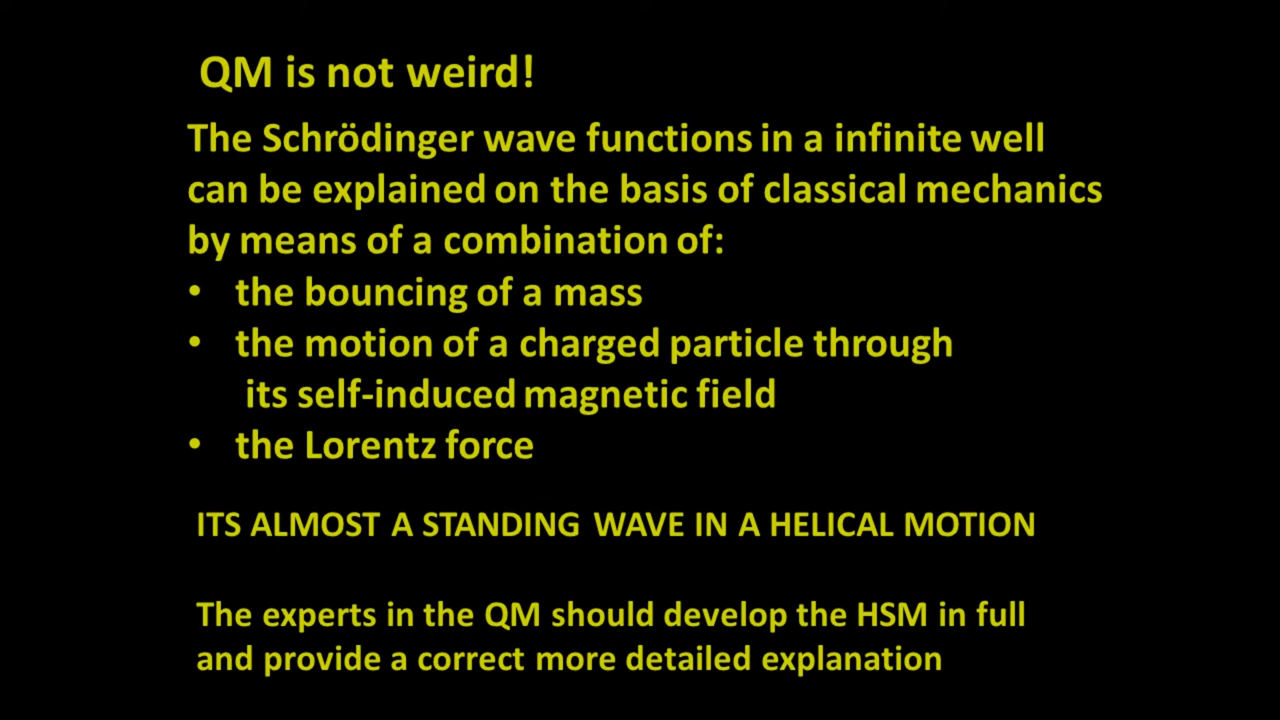 QM is not weird!
The Schrödinger wave functions in a infinite well
can be explained on the basis of classical mechanics
by means of a combination of:
• the bouncing of a mass
• the motion of a charged particle through
its self-induced magnetic field
• the Lorentz force
ITS ALMOST A STANDING WAVE IN A HELICAL MOTION
The experts in the QM should develop the HSM in full
and provide a correct more detailed explanation